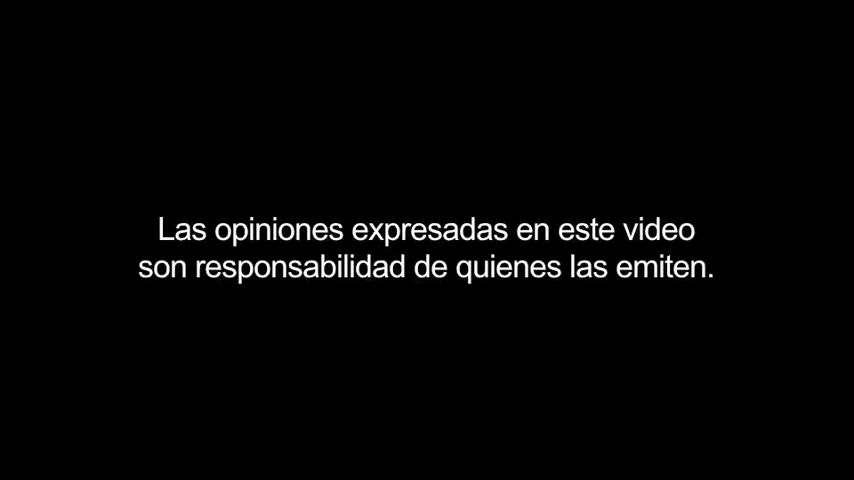 Las opiniones expresadas en este video
son responsabilidad de quienes las emiten.